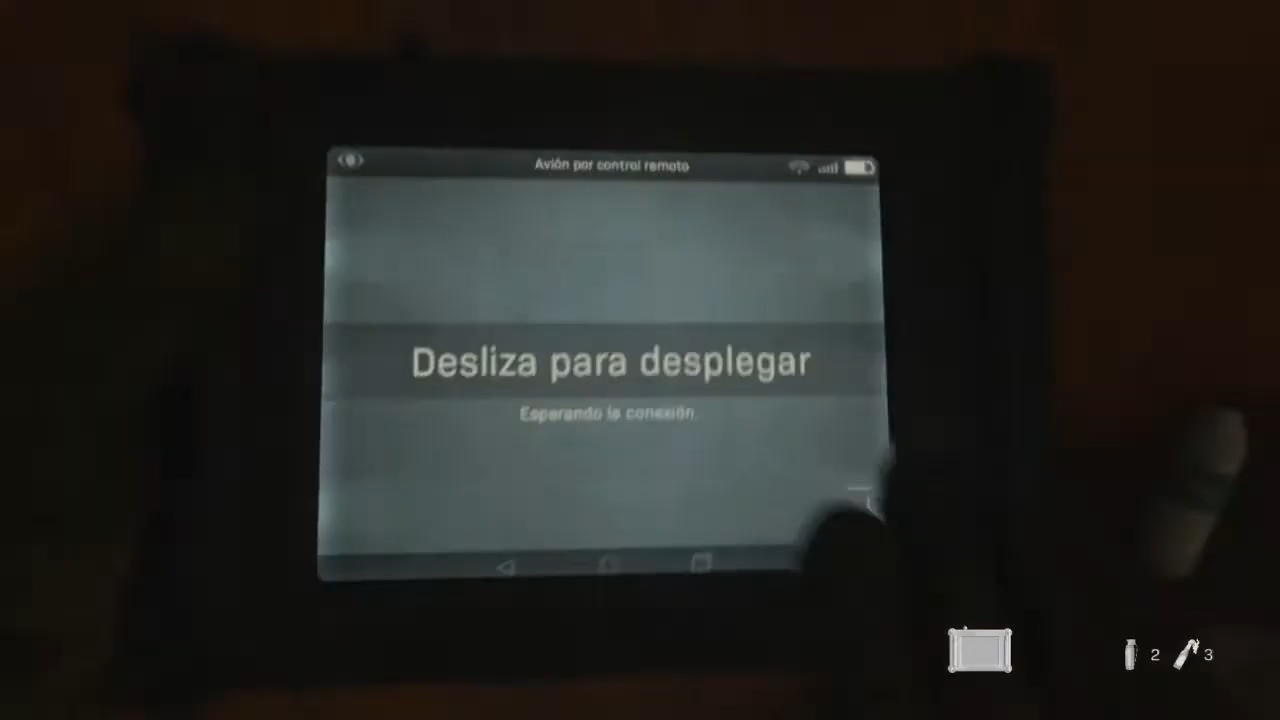 Avión por control remoto
Desliza para desplegar
Esperando la conexión.
2
3